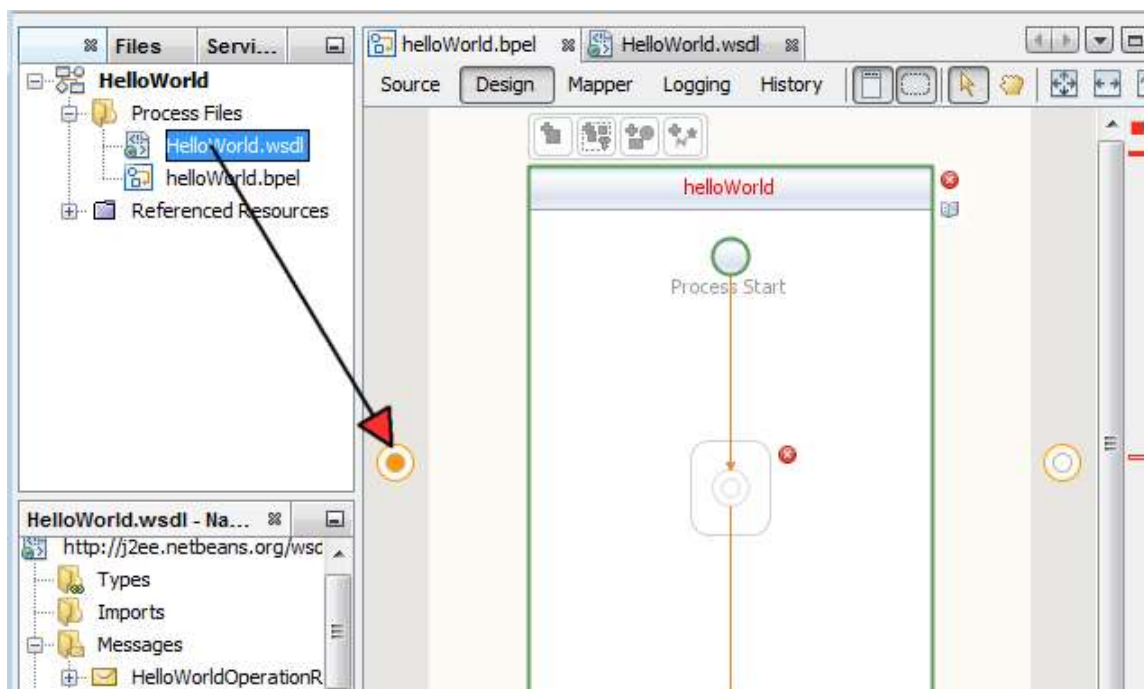 Files Servi...
HelloWorld
Process Files
HelloWorld.wsdl
helloWorld.bpel
Referenced Resources
HelloWorld.wsdl - Na...
http://j2ee.netbeans.org/wsd
Types
Imports
Messages
HelloWorldOperationR
helloWorld.bpel HelloWorld.wsdl
Source Design Mapper Logging History
helloWorld
Process Start